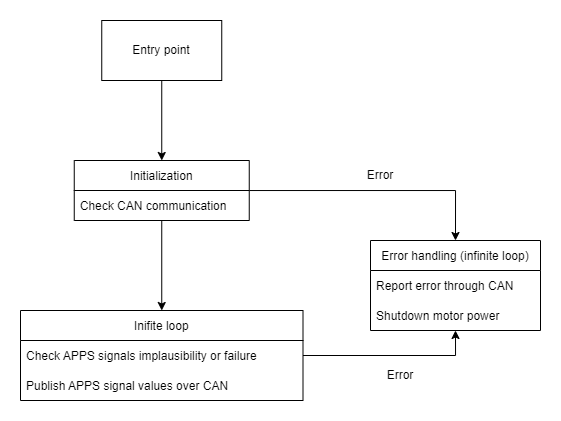 Entry point
Initialization
Error
Check CAN communication
Error handling (infinite loop)
Report error through CAN
Shutdown motor power
Inifite loop
Check APPS signals implausibility or failure
Error
Publish APPS signal values over CAN